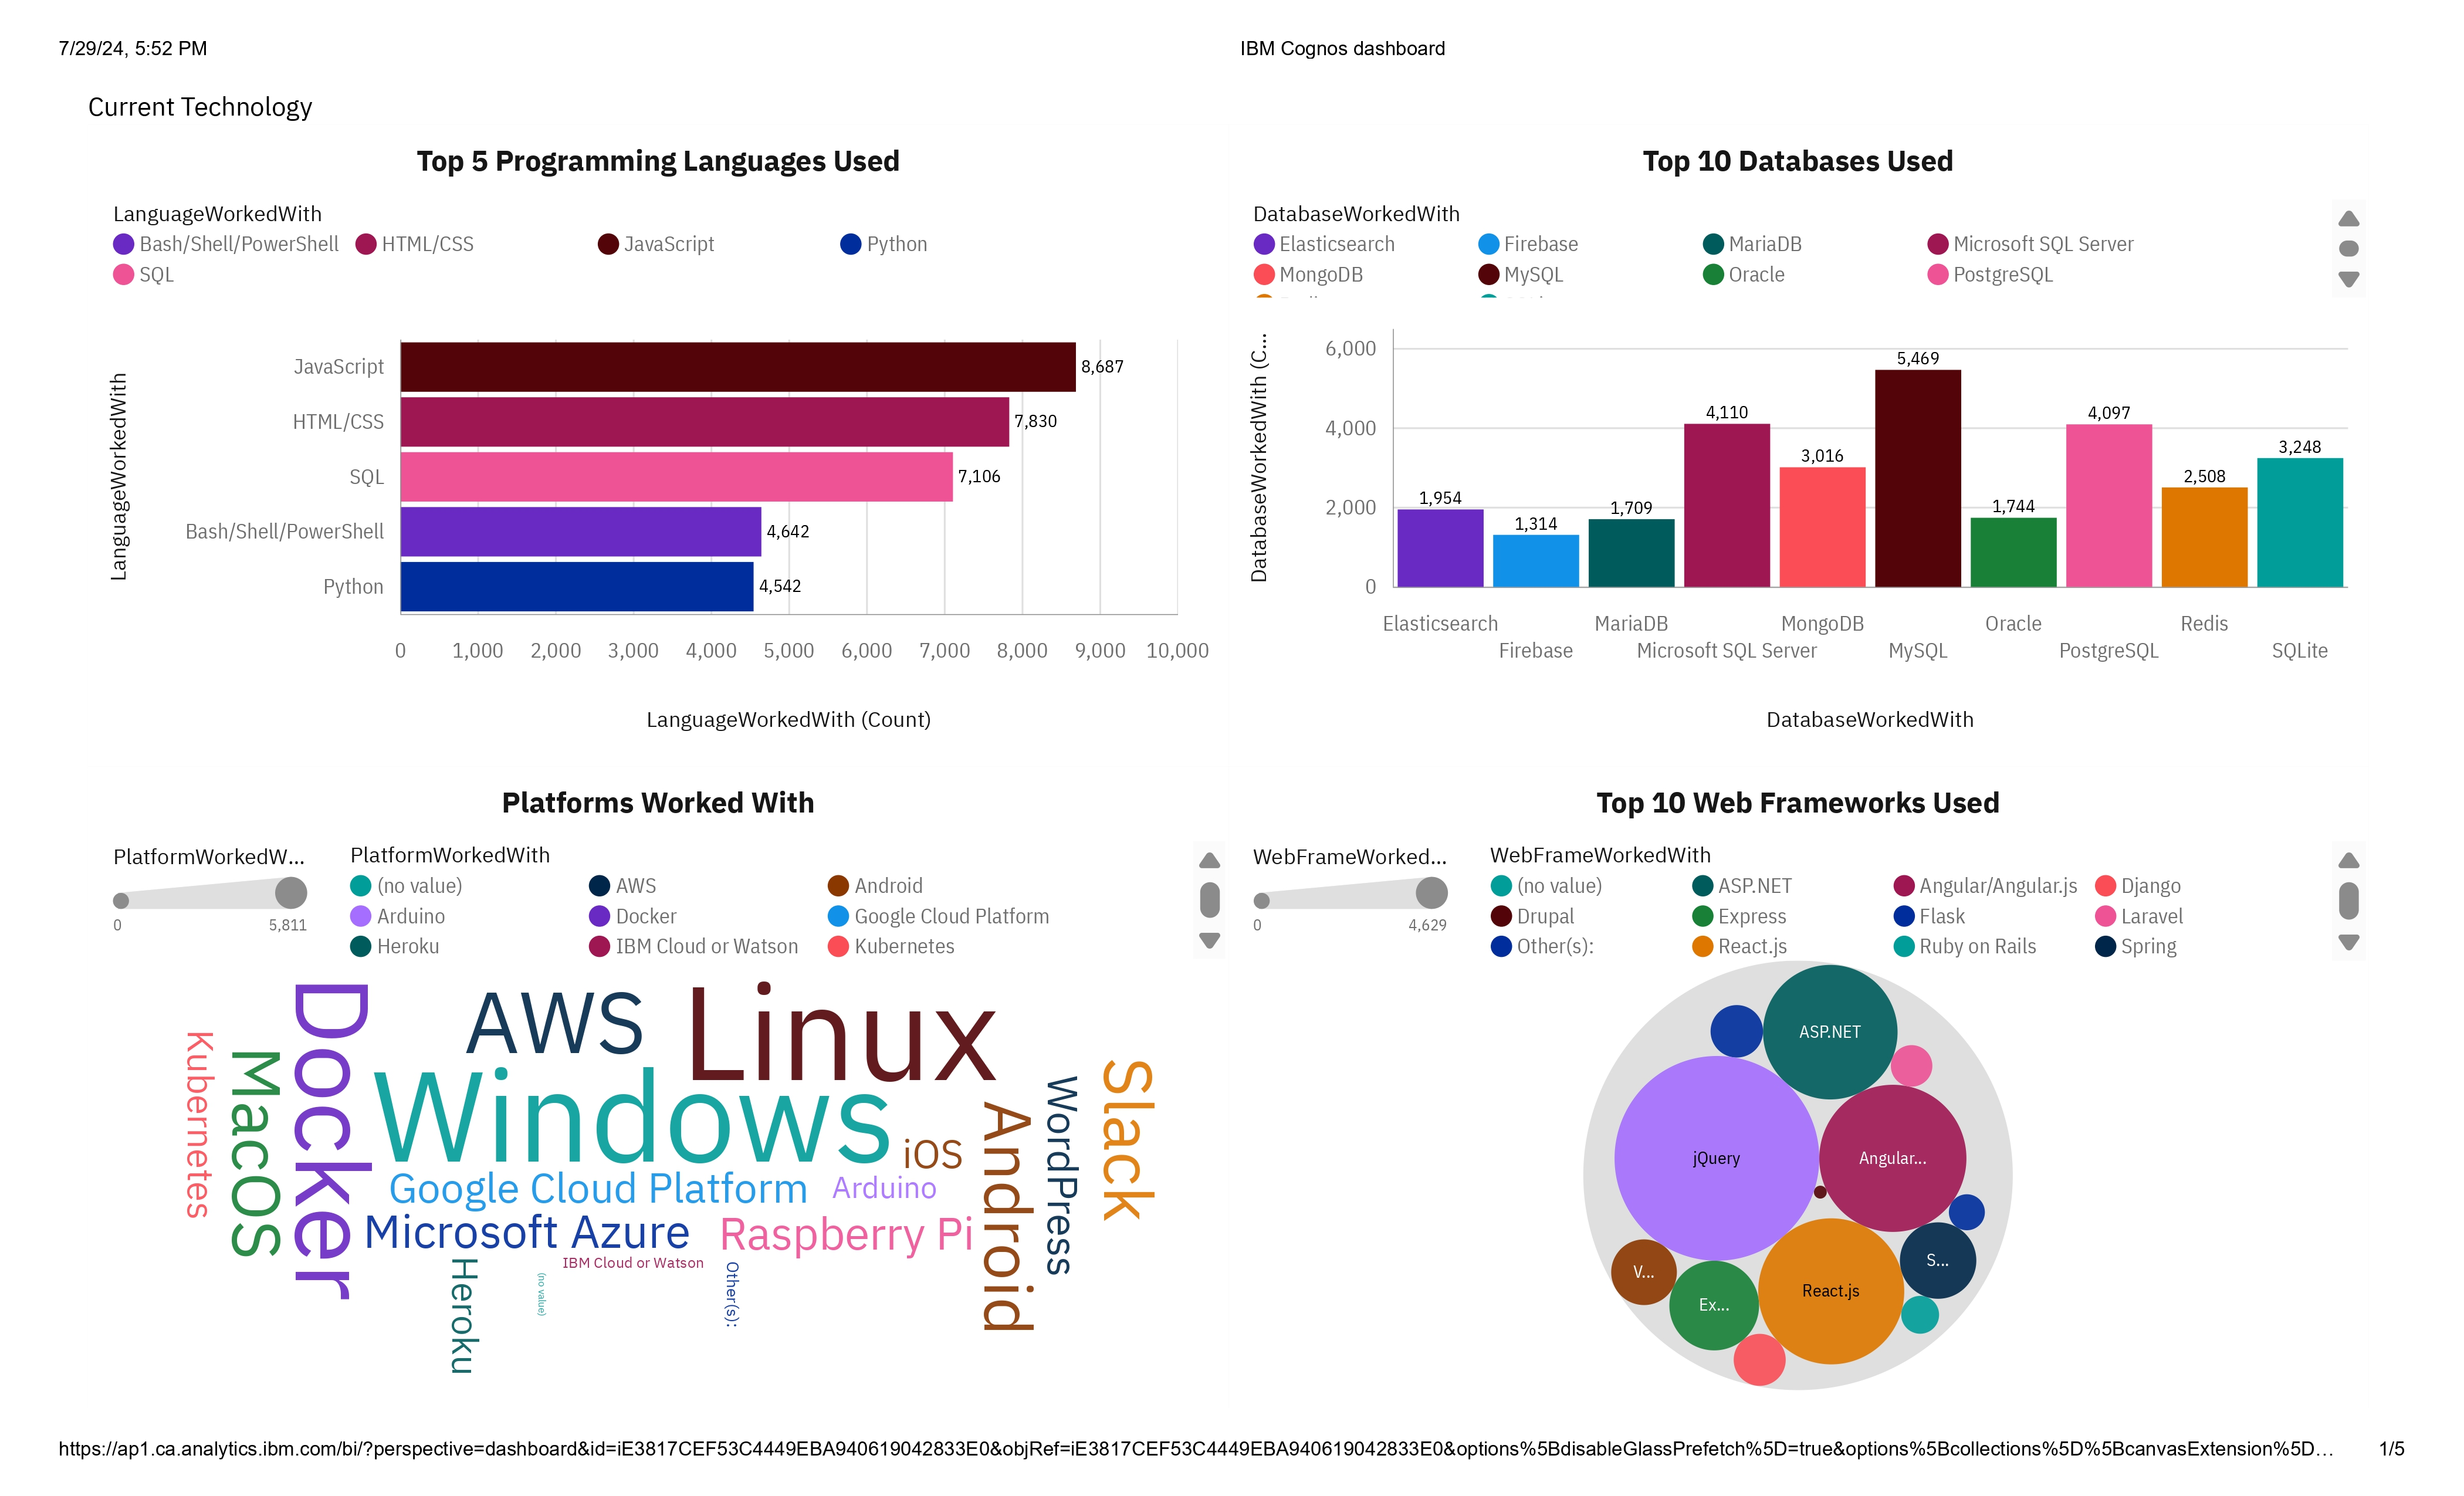 7/29/24, 5:52 PM
IBM Cognos dashboard
Current Technology
Top 5 Programming Languages Used
LanguageWorkedWith
Bash/Shell/PowerShell HTML/CSS JavaScript Python
SQL
LanguageWorkedWith
JavaScript 8,687
HTML/CSS 7,830
SQL 7,106
Bash/Shell/PowerShell 4,642
Python 4,542
0 1,000 2,000 3,000 4,000 5,000 6,000 7,000 8,000 9,000 10,000
LanguageWorkedWith (Count)
Top 10 Databases Used
DatabaseWorkedWith
Elasticsearch Firebase MariaDB Microsoft SQL Server
MongoDB MySQL Oracle PostgreSQL
DatabaseWorkedWith (C...
6,000
4,000
2,000
0
1,954 1,314 1,709 4,110 3,016 5,469 1,744 4,097 2,508 3,248
Elasticsearch MariaDB MongoDB Oracle Redis
Firebase Microsoft SQL Server MySQL PostgreSQL SQLite
DatabaseWorkedWith
Platforms Worked With
PlatformWorkedW...
0 5,811
PlatformWorkedWith
(no value) AWS Android
Arduino Docker Google Cloud Platform
Heroku IBM Cloud or Watson Kubernetes
Kubernetes
MacOS
Docker
AWS
Linux
Windows
iOS
Google Cloud Platform
Arduino
Microsoft Azure
Raspberry Pi
Heroku
(no value)
IBM Cloud or Watson
Other(s):
Android
WordPress
Slack
Top 10 Web Frameworks Used
WebFrameWorked...
0 4,629
WebFrameWorkedWith
(no value) ASP.NET Angular/Angular.js Django
Drupal Express Flask Laravel
Other(s): React.js Ruby on Rails Spring
ASP.NET
jQuery
Angular...
S...
V...
Ex...
React.js
https://ap1.ca.analytics.ibm.com/bi/?perspective=dashboard&id=iE3817CEF53C4449EBA940619042833E0&objRef=iE3817CEF53C4449EBA940619042833E0&options%5BdisableGlassPrefetch%5D=true&options%5Bcollections%5D%5BcanvasExtension%5D...
1/5